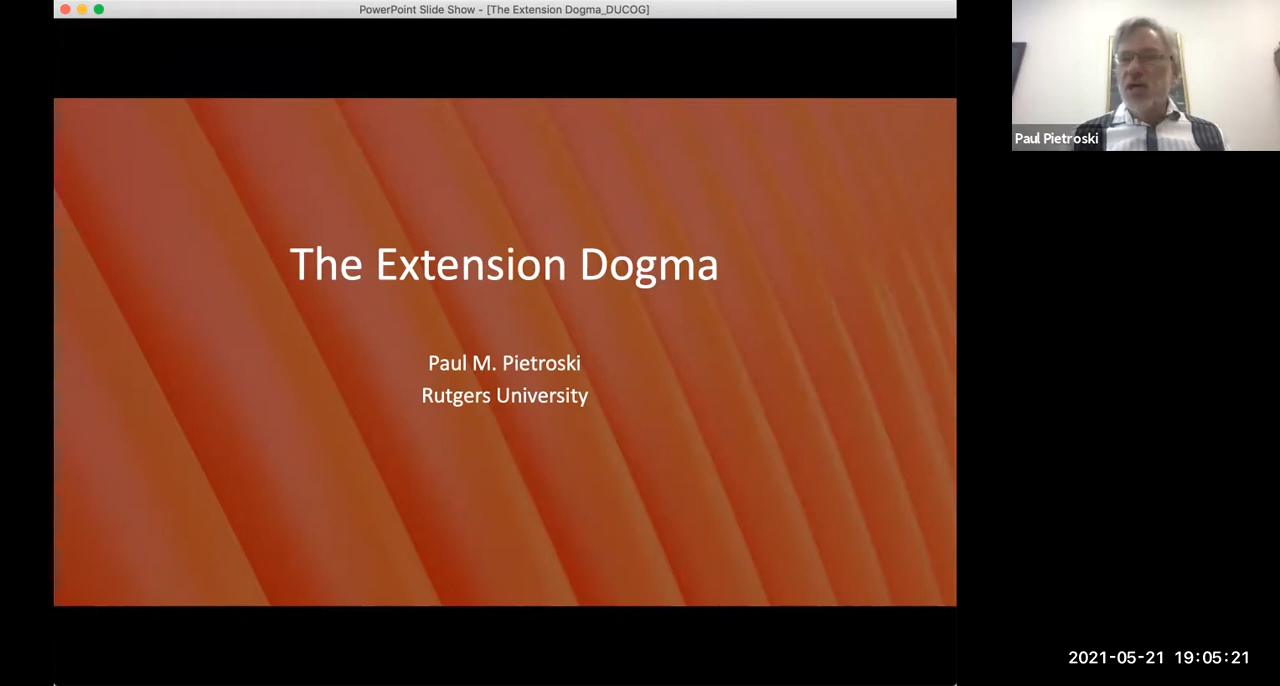 PowerPoint Slide Show - [The Extension Dogma_DUCOG]
The Extension Dogma
Paul M. Pietroski
Rutgers University
Paul Pietroski
2021-05-21 19:05:21